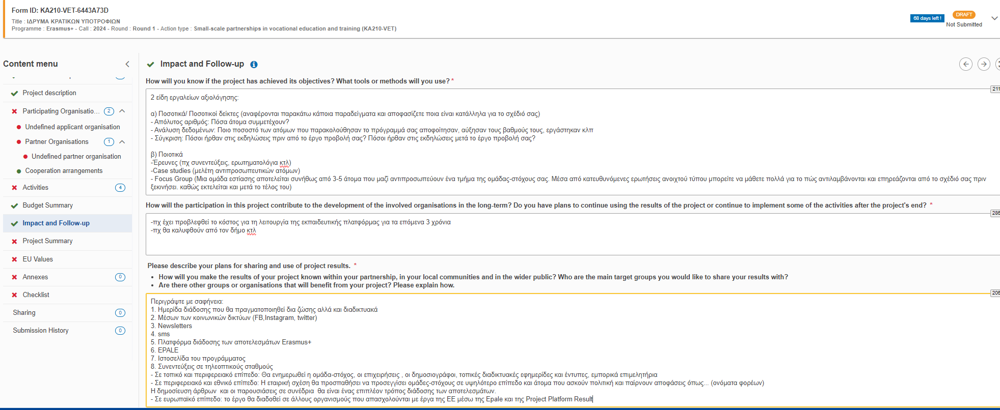 Form ID: KA210-VET-6443A73D
Title : ΙΔΡΥΜΑ ΚΡΑΤΙΚΩΝ ΥΠΟΤΡΟΦΙΩΝ
Programme : Erasmus+ - Call : 2024 - Round : Round 1 - Action type : Small-scale partnerships in vocational education and training (KA210-VET)
68 days left !
DRAFT
Not Submitted
Content menu
Project description
Participating Organisatio... 2
Undefined applicant organisation
Partner Organisations 1
Undefined partner organisation
Cooperation arrangements
Activities 4
Budget Summary
Impact and Follow-up
Project Summary
EU Values
Annexes 0
Checklist
Sharing 0
Submission History 0
Impact and Follow-up
How will you know if the project has achieved its objectives? What tools or methods will you use? *
211
2 είδη εργαλείων αξιολόγησης:
α) Ποσοτικά/ Ποσοτικοί δείκτες (αναφέρονται παρακάτω κάποια παραδείγματα και αποφασίζετε ποια είναι κατάλληλα για το σχέδιό σας)
- Απόλυτος αριθμός: Πόσα άτομα συμμετέχουν?
- Ανάλυση δεδομένων: Ποιο ποσοστό των ατόμων που παρακολούθησαν το πρόγραμμά σας αποφοίτησαν, αύξησαν τους βαθμούς τους, εργάστηκαν κλπ
- Σύγκριση: Πόσοι ήρθαν στις εκδηλώσεις πριν από το έργο προβολή σας? Πόσοι ήρθαν στις εκδηλώσεις μετά το έργο προβολή σας?
β) Ποιοτικά
-Έρευνες (πχ συνεντεύξεις, ερωτηματολόγια κτλ)
-Case studies (μελέτη αντιπροσωπευτικών ατόμων)
- Focus Group (Μια ομάδα εστίασης αποτελείται συνήθως από 3-5 άτομα που μαζί αντιπροσωπεύουν ένα τμήμα της ομάδας-στόχους σας. Μέσα από κατευθυνόμενες ερωτήσεις ανοιχτού τύπου μπορείτε να μάθετε πολλά για το πώς αντιλαμβάνονται και επηρεάζονται από το σχέδιό σας πριν
ξεκινήσει. καθώς εκτελείται και μετά το τέλος του)
How will the participation in this project contribute to the development of the involved organisations in the long-term? Do you have plans to continue using the results of the project or continue to implement some of the activities after the project's end? *
286
-πχ έχει προβλεφθεί το κόστος για τη λειτουργία της εκπαιδευτικής πλατφόρμας για τα επόμενα 3 χρόνια
-πχ θα καλυφθούν από τον δήμο κτλ
Please describe your plans for sharing and use of project results. *
• How will you make the results of your project known within your partnership, in your local communities and in the wider public? Who are the main target groups you would like to share your results with?
• Are there other groups or organisations that will benefit from your project? Please explain how.
206
Περιγράψτε με σαφήνεια:
1. Ημερίδα διάδοσης που θα πραγματοποιηθεί δια ζώσης αλλά και διαδικτυακά
2. Μέσων των κοινωνικών δικτύων (FB,Instagram, twitter)
3. Newsletters
4. sms
5. Πλατφόρμα διάδοσης των αποτελεσμάτων Erasmus+
6. EPALE
7. Ιστοσελίδα του προγράμματος
8. Συνεντεύξεις σε τηλεοπτικούς σταθμούς
- Σε τοπικό και περιφερειακό επίπεδο: Θα ενημερωθεί η ομάδα-στόχος, οι επιχειρήσεις , οι δημοσιογράφοι, τοπικές διαδικτυακές εφημερίδες και έντυπες, εμπορικά επιμελητήρια
- Σε περιφερειακό και εθνικό επίπεδο: Η εταιρική σχέση θα προσπαθήσει να προσεγγίσει ομάδες-στόχους σε υψηλότερο επίπεδο και άτομα που ασκούν πολιτική και παίρνουν αποφάσεις όπως... (ονόματα φορέων)
Η δημοσίευση άρθρων και οι παρουσιάσεις σε συνέδρια θα είναι ένας επιπλέον τρόπος διάδοσης των αποτελεσμάτων.
- Σε ευρωπαϊκό επίπεδο: το έργο θα διαδοθεί σε άλλους οργανισμούς που απασχολούνται με έργα της ΕΕ μέσω της Epale και της Project Platform Result